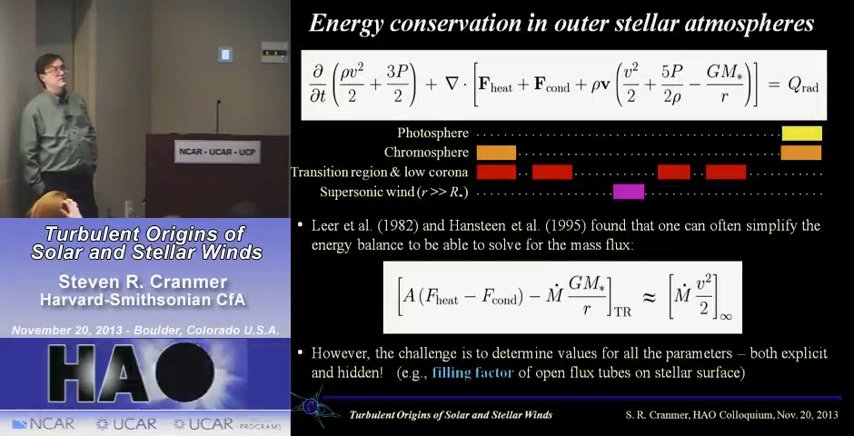 Energy conservation in outer stellar atmospheres
∂/∂t (ρv²/2 + 3P/2) + ∇ · [F_heat + F_cond + ρv (v²/2 + 5P/2ρ − GM_*/r)] = Q_rad
Photosphere
Chromosphere
Transition region & low corona
Supersonic wind (r >> R*)
• Leer et al. (1982) and Hansteen et al. (1995) found that one can often simplify the
energy balance to be able to solve for the mass flux:
[A (F_heat − F_cond) − Ṁ GM_*/r]_TR ≈ [Ṁ v²/2]_∞
• However, the challenge is to determine values for all the parameters – both explicit
and hidden! (e.g., filling factor of open flux tubes on stellar surface)
Turbulent Origins of Solar and Stellar Winds
S. R. Cranmer, HAO Colloquium, Nov. 20, 2013
NCAR - UCAR - UCP
Turbulent Origins of
Solar and Stellar Winds
Steven R. Cranmer
Harvard-Smithsonian CfA
November 20, 2013 - Boulder, Colorado U.S.A.
HAO
NCAR
UCAR
UCAR
PROGRAMS